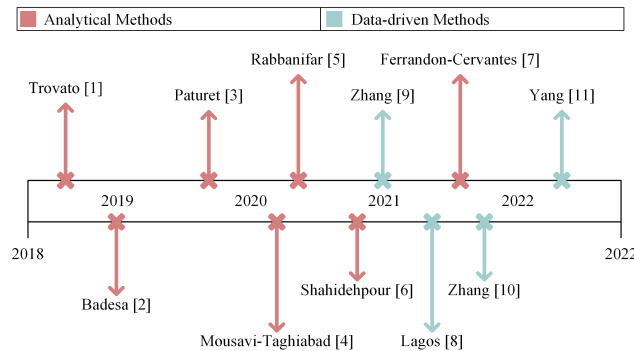 Analytical Methods
Data-driven Methods
Rabbanifar [5]
Ferrandon-Cervantes [7]
Trovato [1]
Paturet [3]
Zhang [9]
Yang [11]
2019
2020
2021
2022
2018
2022
Badesa [2]
Shahidehpour [6]
Zhang [10]
Mousavi-Taghiabad [4]
Lagos [8]